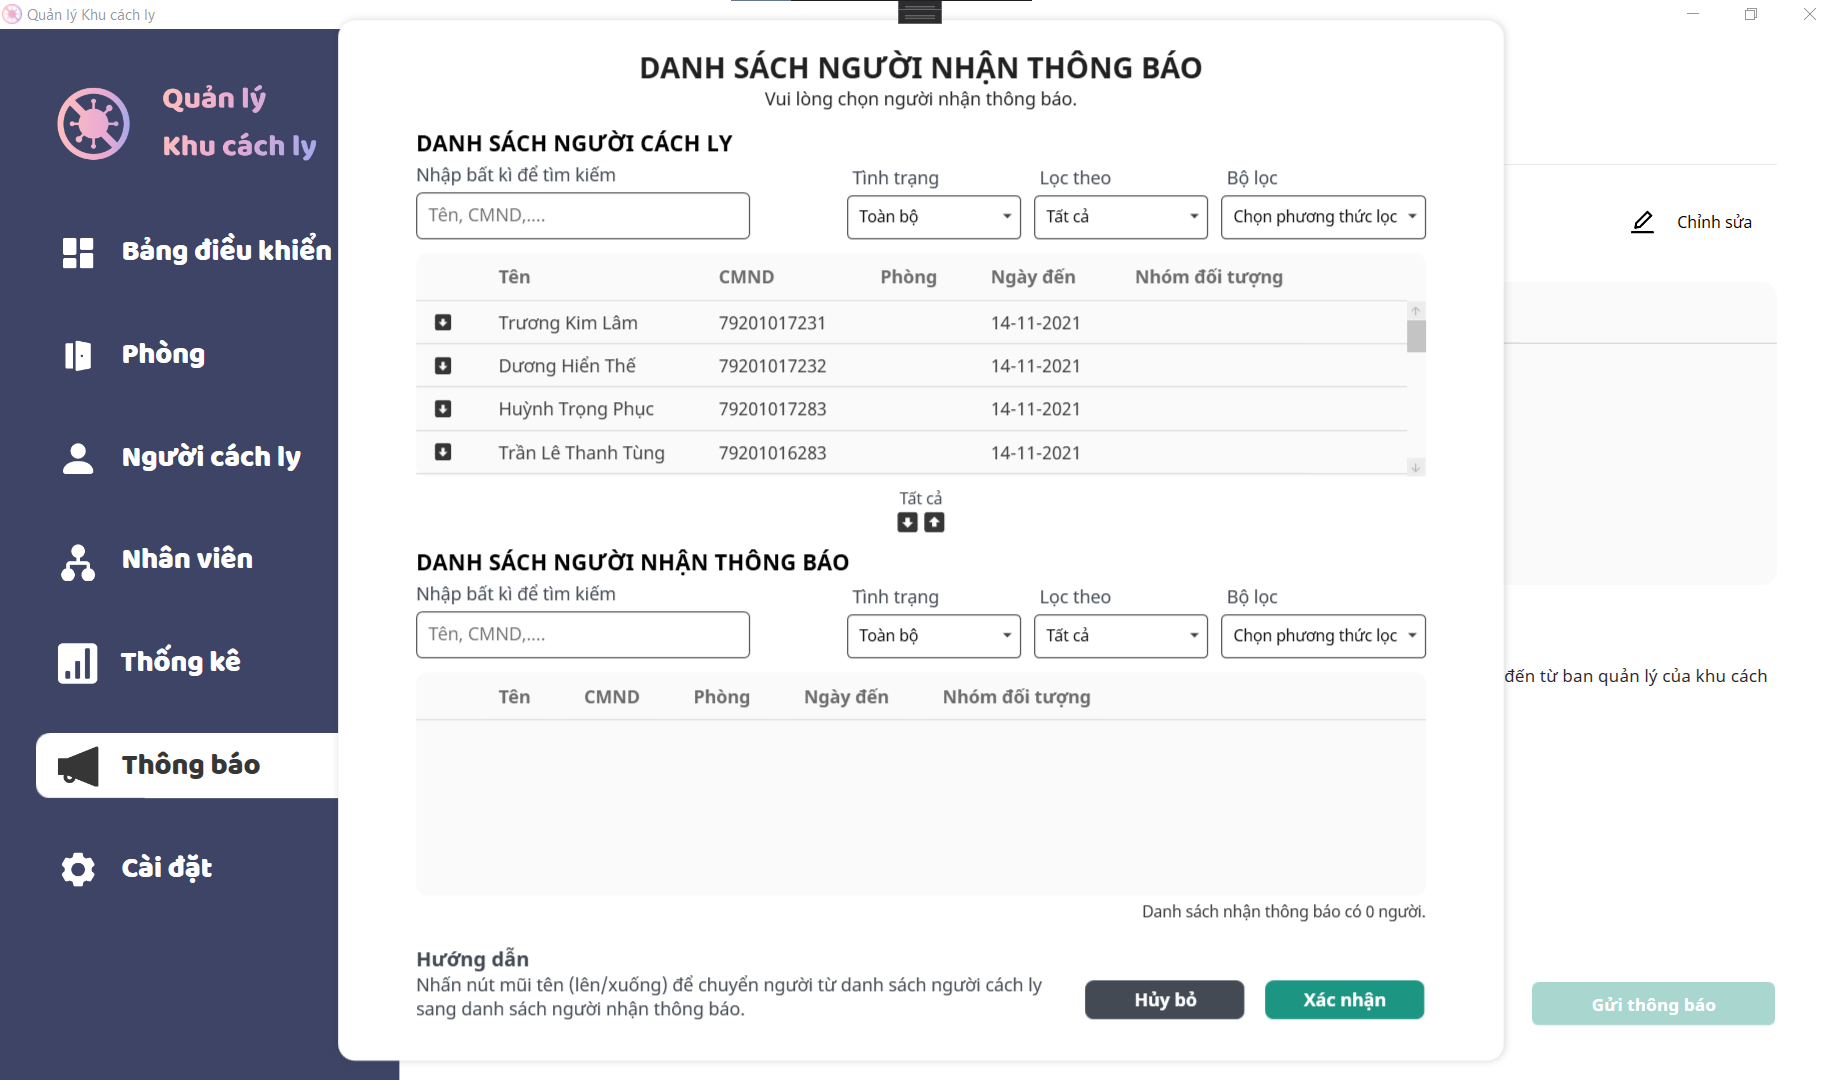 Quản lý Khu cách ly
Quản lý
Khu cách ly
Bảng điều khiển
Phòng
Người cách ly
Nhân viên
Thống kê
Thông báo
Cài đặt
DANH SÁCH NGƯỜI NHẬN THÔNG BÁO
Vui lòng chọn người nhận thông báo.
DANH SÁCH NGƯỜI CÁCH LY
Nhập bất kì để tìm kiếm
Tình trạng
Lọc theo
Bộ lọc
Tên, CMND,....
Toàn bộ
Tất cả
Chọn phương thức lọc
Tên CMND Phòng Ngày đến Nhóm đối tượng
Trương Kim Lâm 79201017231 14-11-2021
Dương Hiển Thế 79201017232 14-11-2021
Huỳnh Trọng Phục 79201017283 14-11-2021
Trần Lê Thanh Tùng 79201016283 14-11-2021
Tất cả
DANH SÁCH NGƯỜI NHẬN THÔNG BÁO
Nhập bất kì để tìm kiếm
Tình trạng
Lọc theo
Bộ lọc
Tên, CMND,....
Toàn bộ
Tất cả
Chọn phương thức lọc
Tên CMND Phòng Ngày đến Nhóm đối tượng
Danh sách nhận thông báo có 0 người.
Hướng dẫn
Nhấn nút mũi tên (lên/xuống) để chuyển người từ danh sách người cách ly
sang danh sách người nhận thông báo.
Hủy bỏ
Xác nhận
Chỉnh sửa
đến từ ban quản lý của khu cách
Gửi thông báo